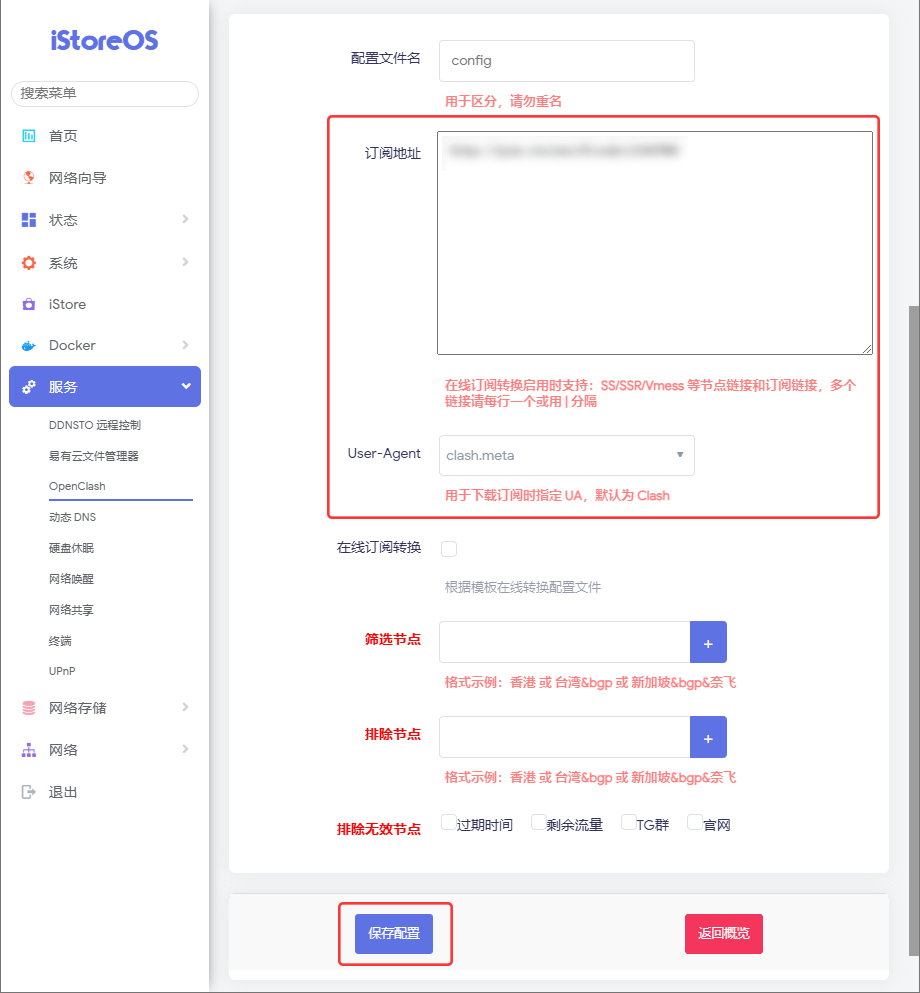 iStoreOS
搜索菜单
首页
网络向导
状态
系统
iStore
Docker
服务
DDNSTO 远程控制
易有云文件管理器
OpenClash
动态 DNS
硬盘休眠
网络唤醒
网络共享
终端
UPnP
网络存储
网络
退出
配置文件名
config
用于区分，请勿重名
订阅地址
在线订阅转换启用时支持：SS/SSR/Vmess 等节点链接和订阅链接，多个
链接请每行一个或用 | 分隔
User-Agent
clash.meta
用于下载订阅时指定 UA，默认为 Clash
在线订阅转换
根据模板在线转换配置文件
筛选节点
+
格式示例：香港 或 台湾&bgp 或 新加坡&bgp&奈飞
排除节点
+
格式示例：香港 或 台湾&bgp 或 新加坡&bgp&奈飞
排除无效节点
过期时间 剩余流量 TG群 官网
保存配置 返回概览